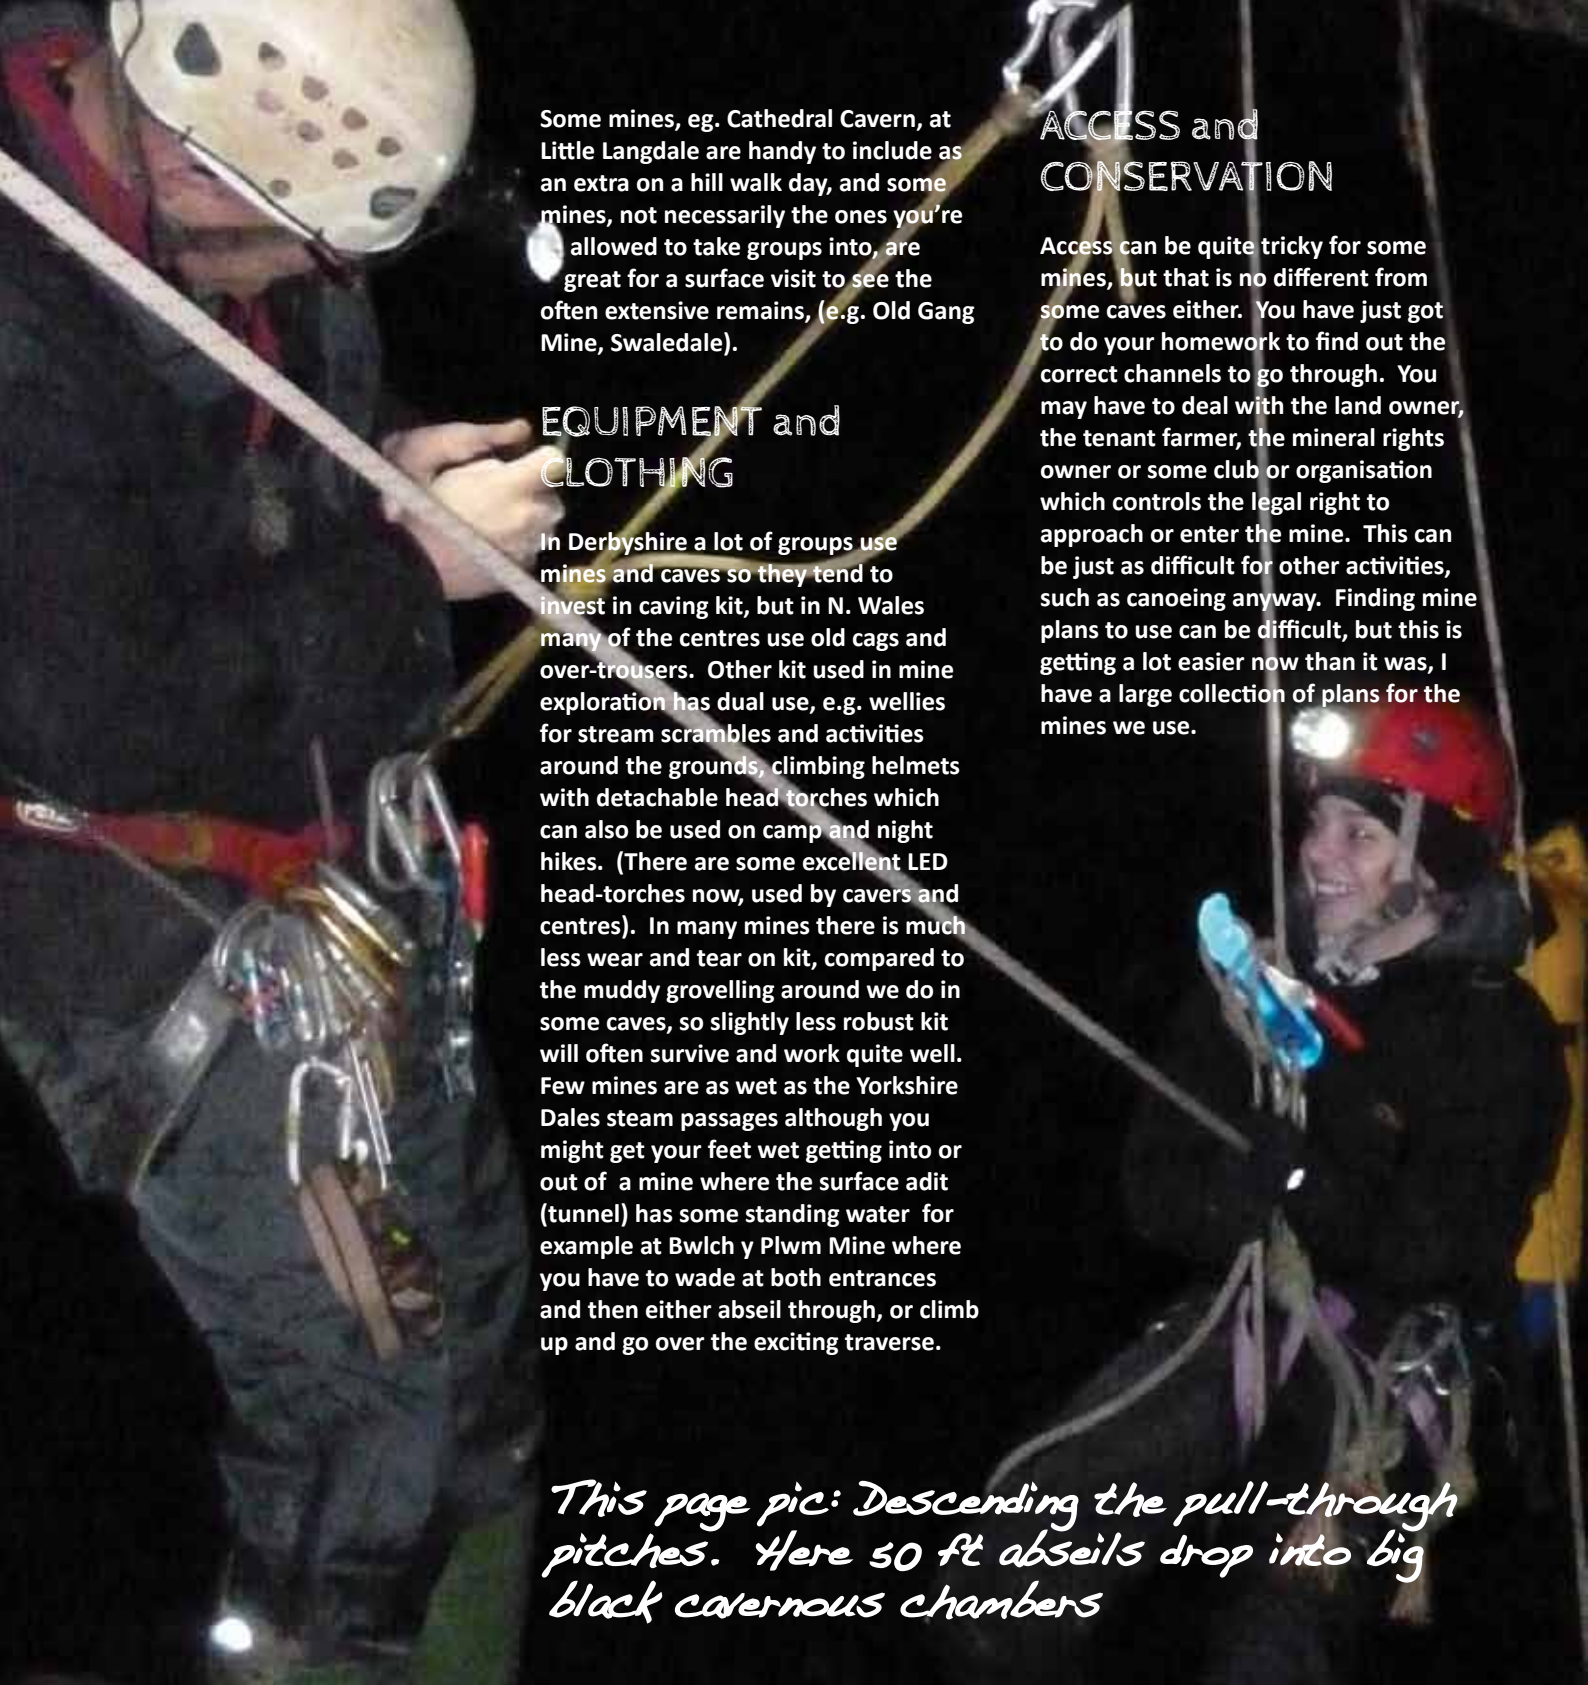 Some mines, eg. Cathedral Cavern, at
Little Langdale are handy to include as
an extra on a hill walk day, and some
mines, not necessarily the ones you're
allowed to take groups into, are
great for a surface visit to see the
often extensive remains, (e.g. Old Gang
Mine, Swaledale).
EQUIPMENT and
CLOTHING
In Derbyshire a lot of groups use
mines and caves so they tend to
invest in caving kit, but in N. Wales
many of the centres use old cags and
over-trousers.  Other kit used in mine
exploration has dual use, e.g. wellies
for stream scrambles and activities
around the grounds, climbing helmets
with detachable head torches which
can also be used on camp and night
hikes.  (There are some excellent LED
head-torches now, used by cavers and
centres).  In many mines there is much
less wear and tear on kit, compared to
the muddy grovelling around we do in
some caves, so slightly less robust kit
will often survive and work quite well.
Few mines are as wet as the Yorkshire
Dales steam passages although you
might get your feet wet getting into or
out of  a mine where the surface adit
(tunnel) has some standing water  for
example at Bwlch y Plwm Mine where
you have to wade at both entrances
and then either abseil through, or climb
up and go over the exciting traverse.
ACCESS and
CONSERVATION
Access can be quite tricky for some
mines, but that is no different from
some caves either.  You have just got
to do your homework to find out the
correct channels to go through.  You
may have to deal with the land owner,
the tenant farmer, the mineral rights
owner or some club or organisation
which controls the legal right to
approach or enter the mine.  This can
be just as difficult for other activities,
such as canoeing anyway.  Finding mine
plans to use can be difficult, but this is
getting a lot easier now than it was, I
have a large collection of plans for the
mines we use.
This page pic: Descending the pull-through
pitches.  Here 50 ft abseils drop into big
black cavernous chambers